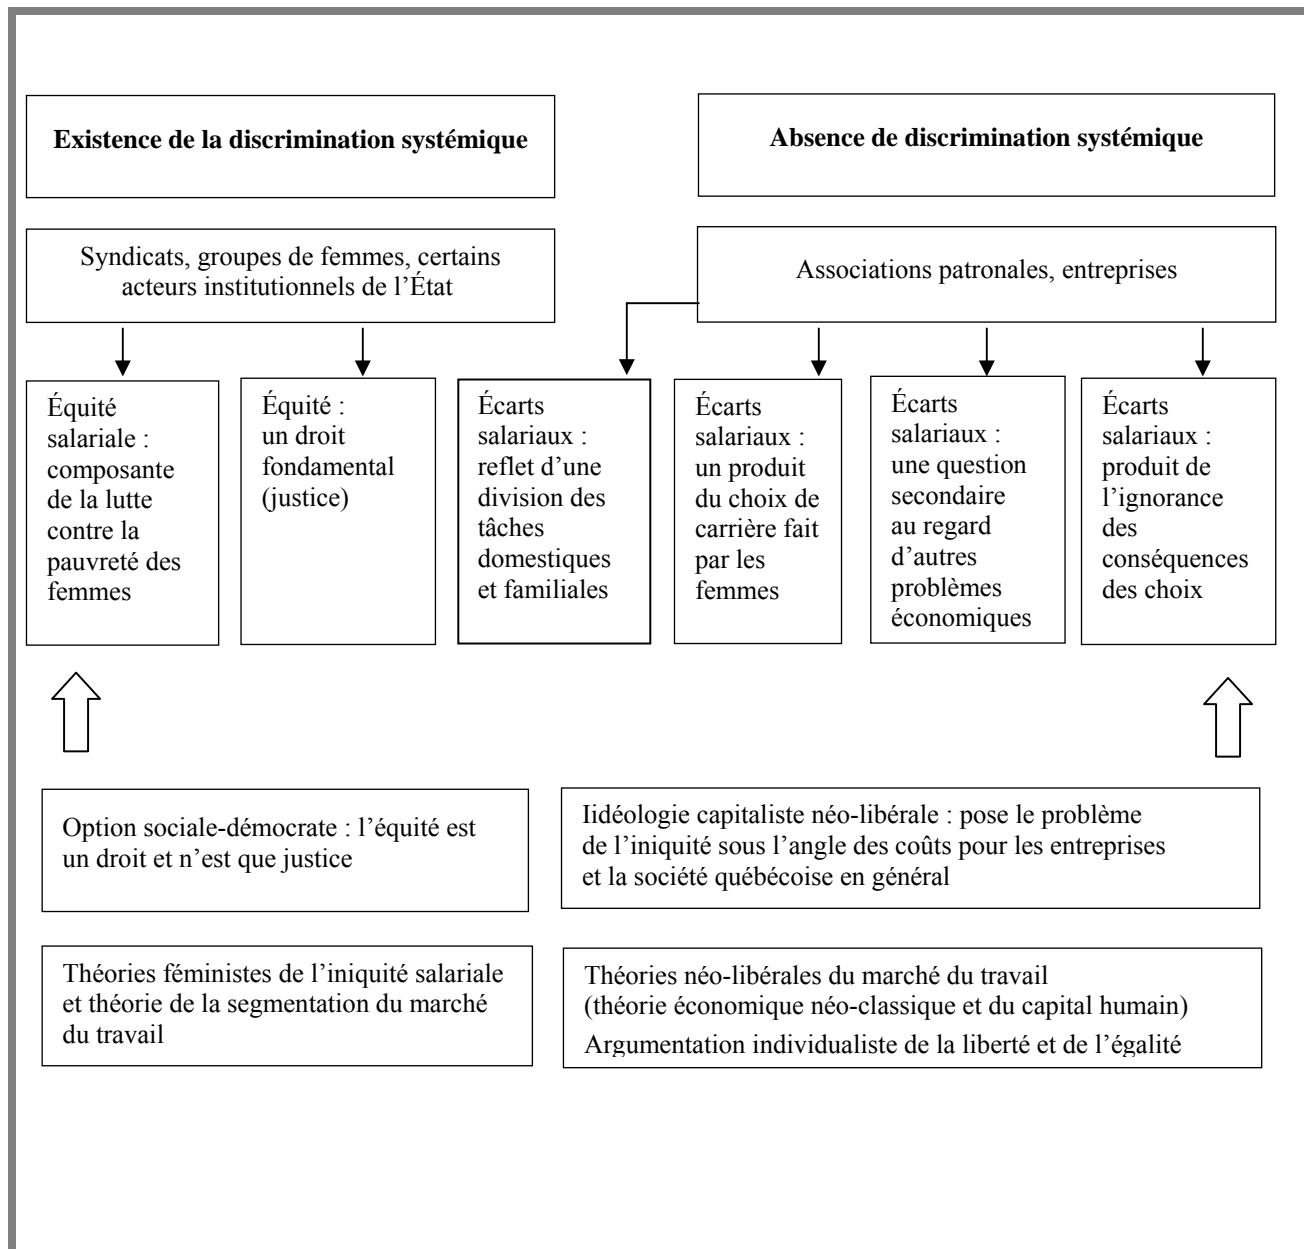 Existence de la discrimination systémique
Absence de discrimination systémique
Syndicats, groupes de femmes, certains
acteurs institutionnels de l’État
Associations patronales, entreprises
Équité
salariale :
composante
de la lutte
contre la
pauvreté des
femmes
Équité :
un droit
fondamental
(justice)
Écarts
salariaux :
reflet d’une
division des
tâches
domestiques
et familiales
Écarts
salariaux :
un produit
du choix de
carrière fait
par les
femmes
Écarts
salariaux :
une question
secondaire
au regard
d’autres
problèmes
économiques
Écarts
salariaux :
produit de
l’ignorance
des
conséquences
des choix
Option sociale-démocrate : l’équité est
un droit et n’est que justice
Iidéologie capitaliste néo-libérale : pose le problème
de l’iniquité sous l’angle des coûts pour les entreprises
et la société québécoise en général
Théories féministes de l’iniquité salariale
et théorie de la segmentation du marché
du travail
Théories néo-libérales du marché du travail
(théorie économique néo-classique et du capital humain)
Argumentation individualiste de la liberté et de l’égalité